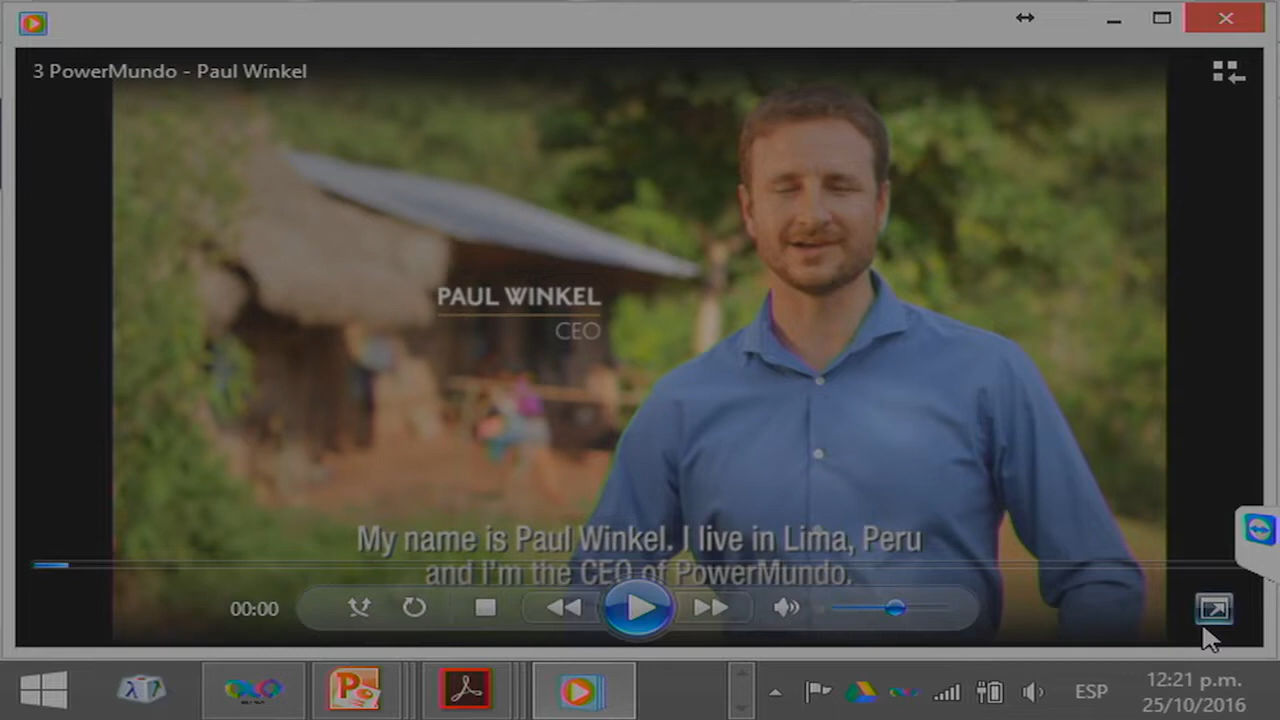 3 PowerMundo - Paul Winkel
PAUL WINKEL
CEO
My name is Paul Winkel. I live in Lima, Peru
and I'm the CEO of PowerMundo.
00:00
ESP
12:21 p.m.
25/10/2016